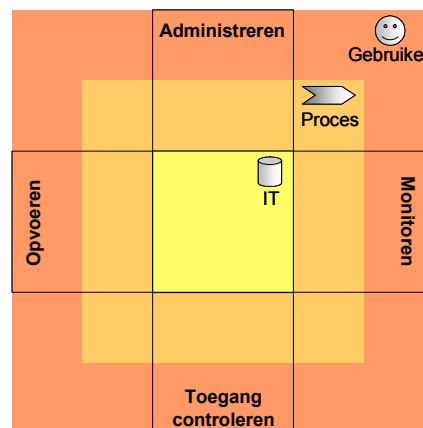 Administreren
Gebruike
Proces
IT
Opvoeren
Monitoren
Toegang
controleren